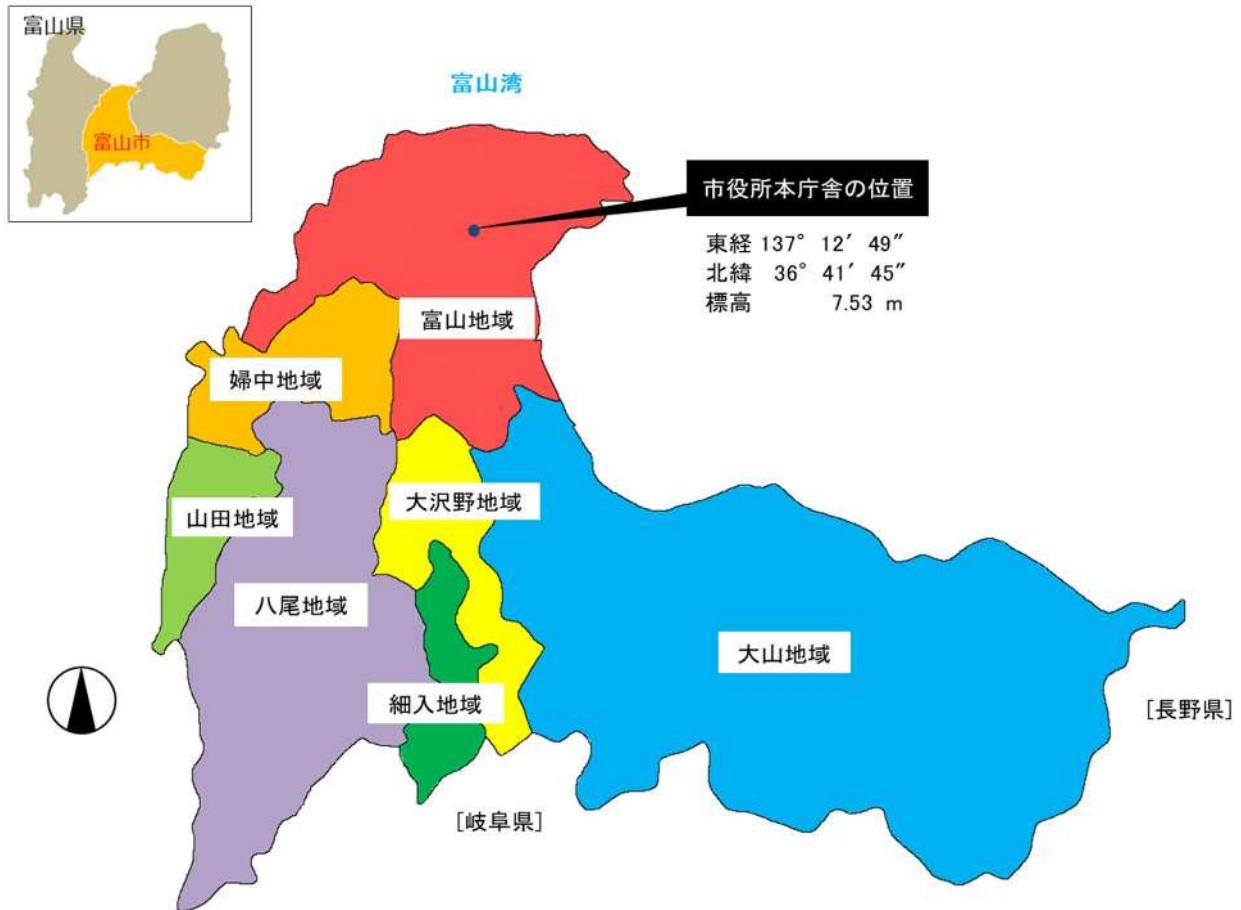 富山県
富山市
富山湾
市役所本庁舎の位置
東経 137° 12′ 49″
北緯 36° 41′ 45″
標高 7.53 m
富山地域
婦中地域
大沢野地域
山田地域
八尾地域
大山地域
細入地域
[長野県]
[岐阜県]